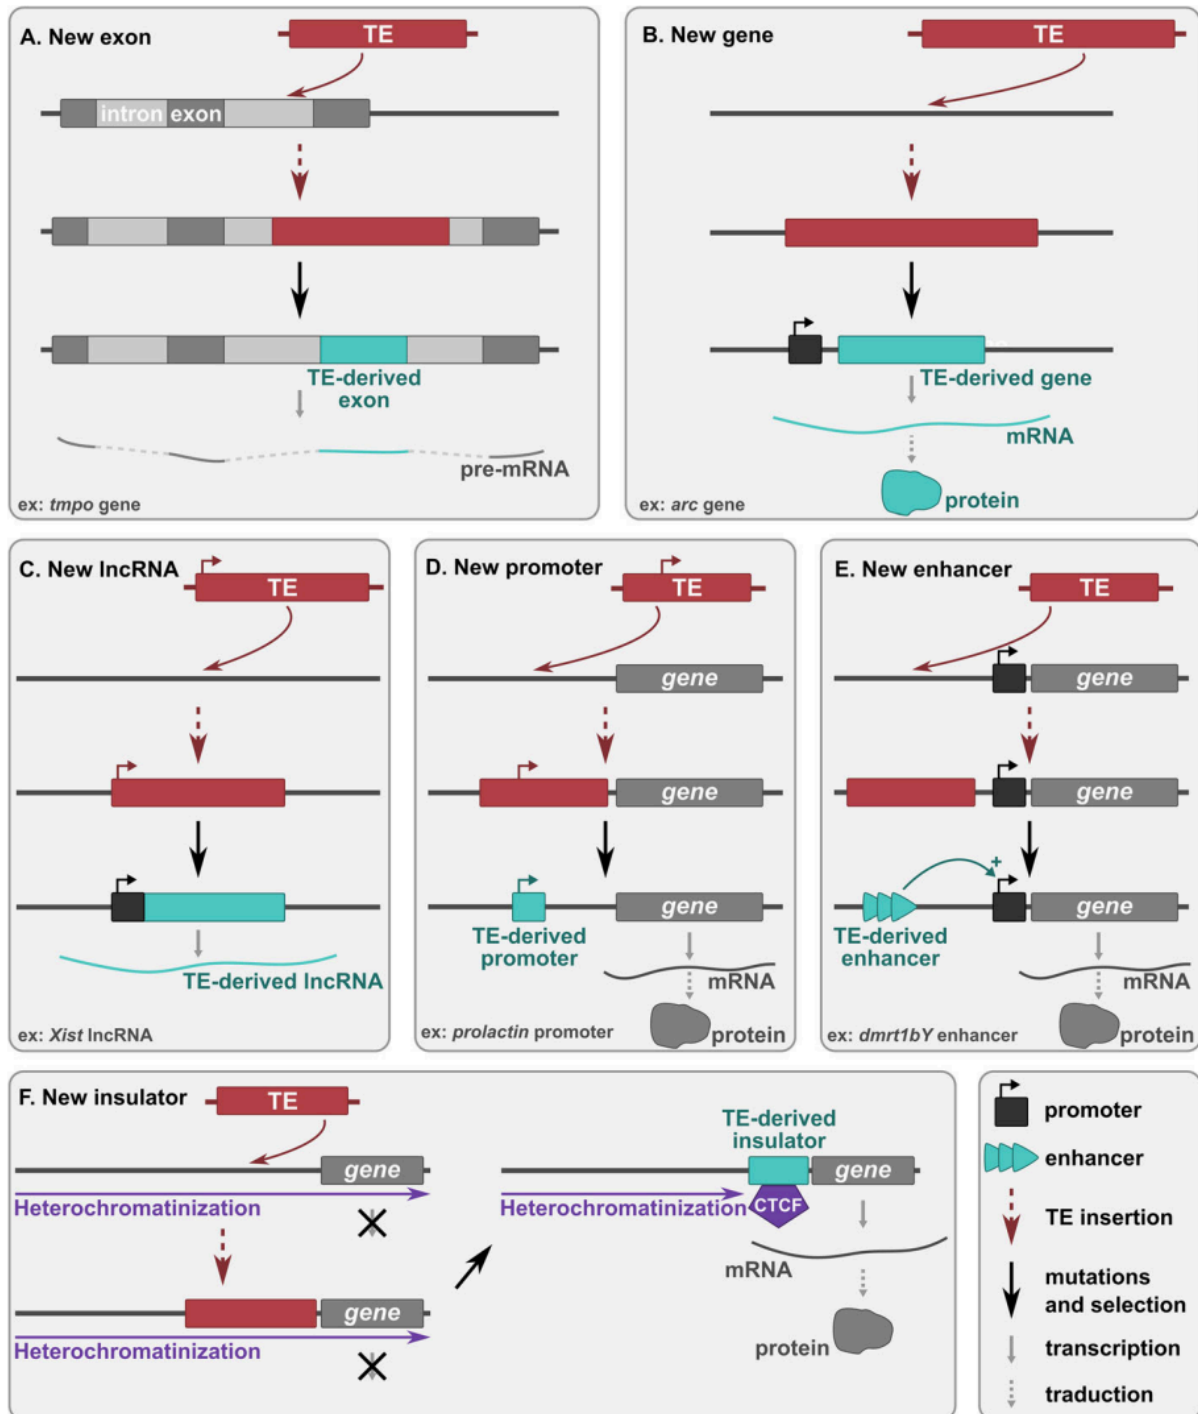 A. New exon
TE
intron exon
TE-derived
exon
pre-mRNA
ex: tmpo gene
B. New gene
TE
TE-derived gene
mRNA
protein
ex: arc gene
C. New lncRNA
TE
TE-derived lncRNA
ex: Xist lncRNA
D. New promoter
TE
gene
gene
gene
TE-derived
promoter
mRNA
protein
ex: prolactin promoter
E. New enhancer
TE
gene
gene
+
gene
TE-derived
enhancer
mRNA
protein
ex: dmrt1bY enhancer
F. New insulator
TE
gene
Heterochromatinization
gene
Heterochromatinization
TE-derived
insulator
gene
Heterochromatinization
CTCF
mRNA
protein
promoter
enhancer
TE insertion
mutations
and selection
transcription
traduction